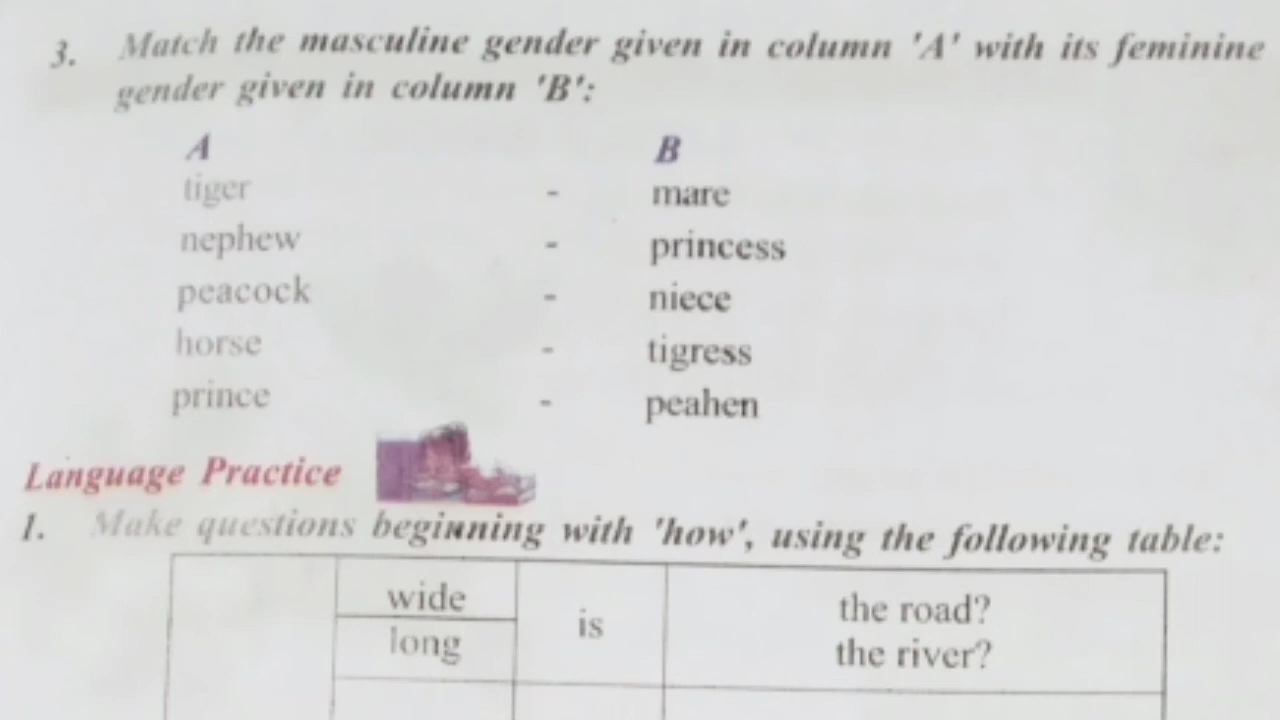 3. Match the masculine gender given in column 'A' with its feminine
gender given in column 'B':
A B
tiger - mare
nephew - princess
peacock - niece
horse - tigress
prince - peahen
Language Practice
1. Make questions beginning with 'how', using the following table:
wide
is
the road?
long
the river?